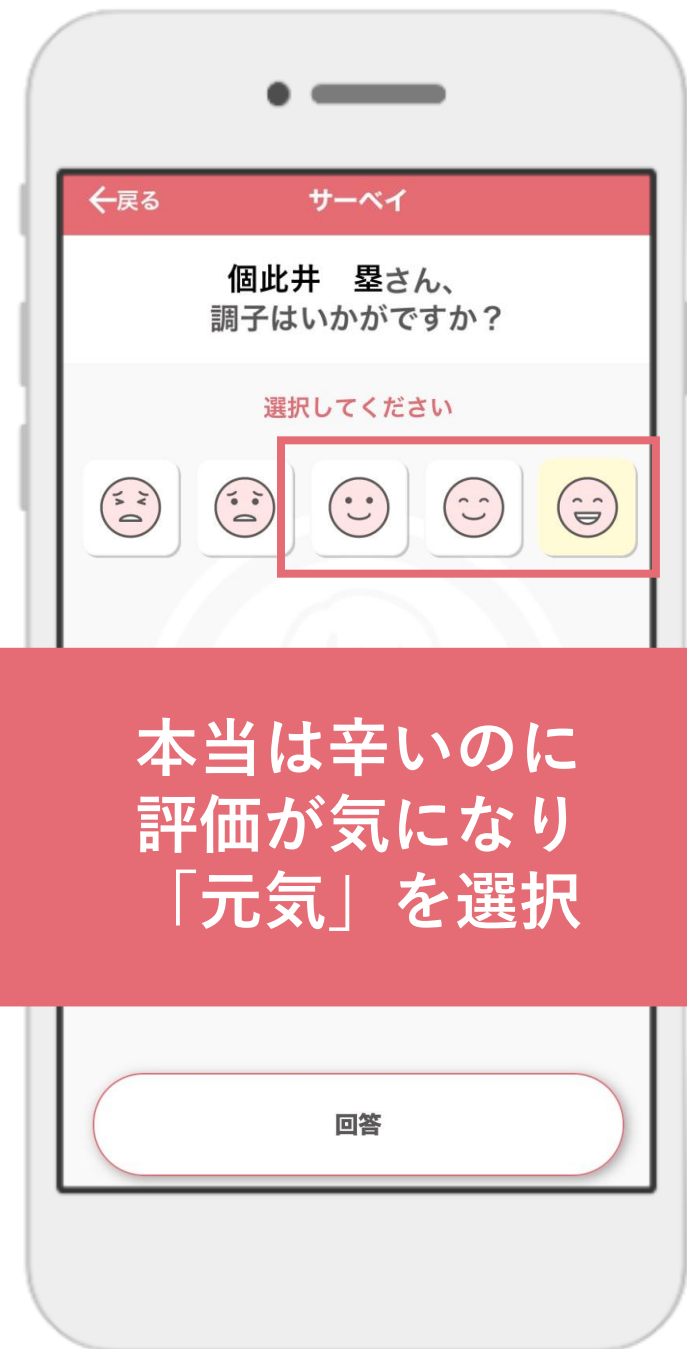 ←戻る サーベイ
個此井　塁さん、
調子はいかがですか？
選択してください
本当は辛いのに
評価が気になり
「元気」を選択
回答